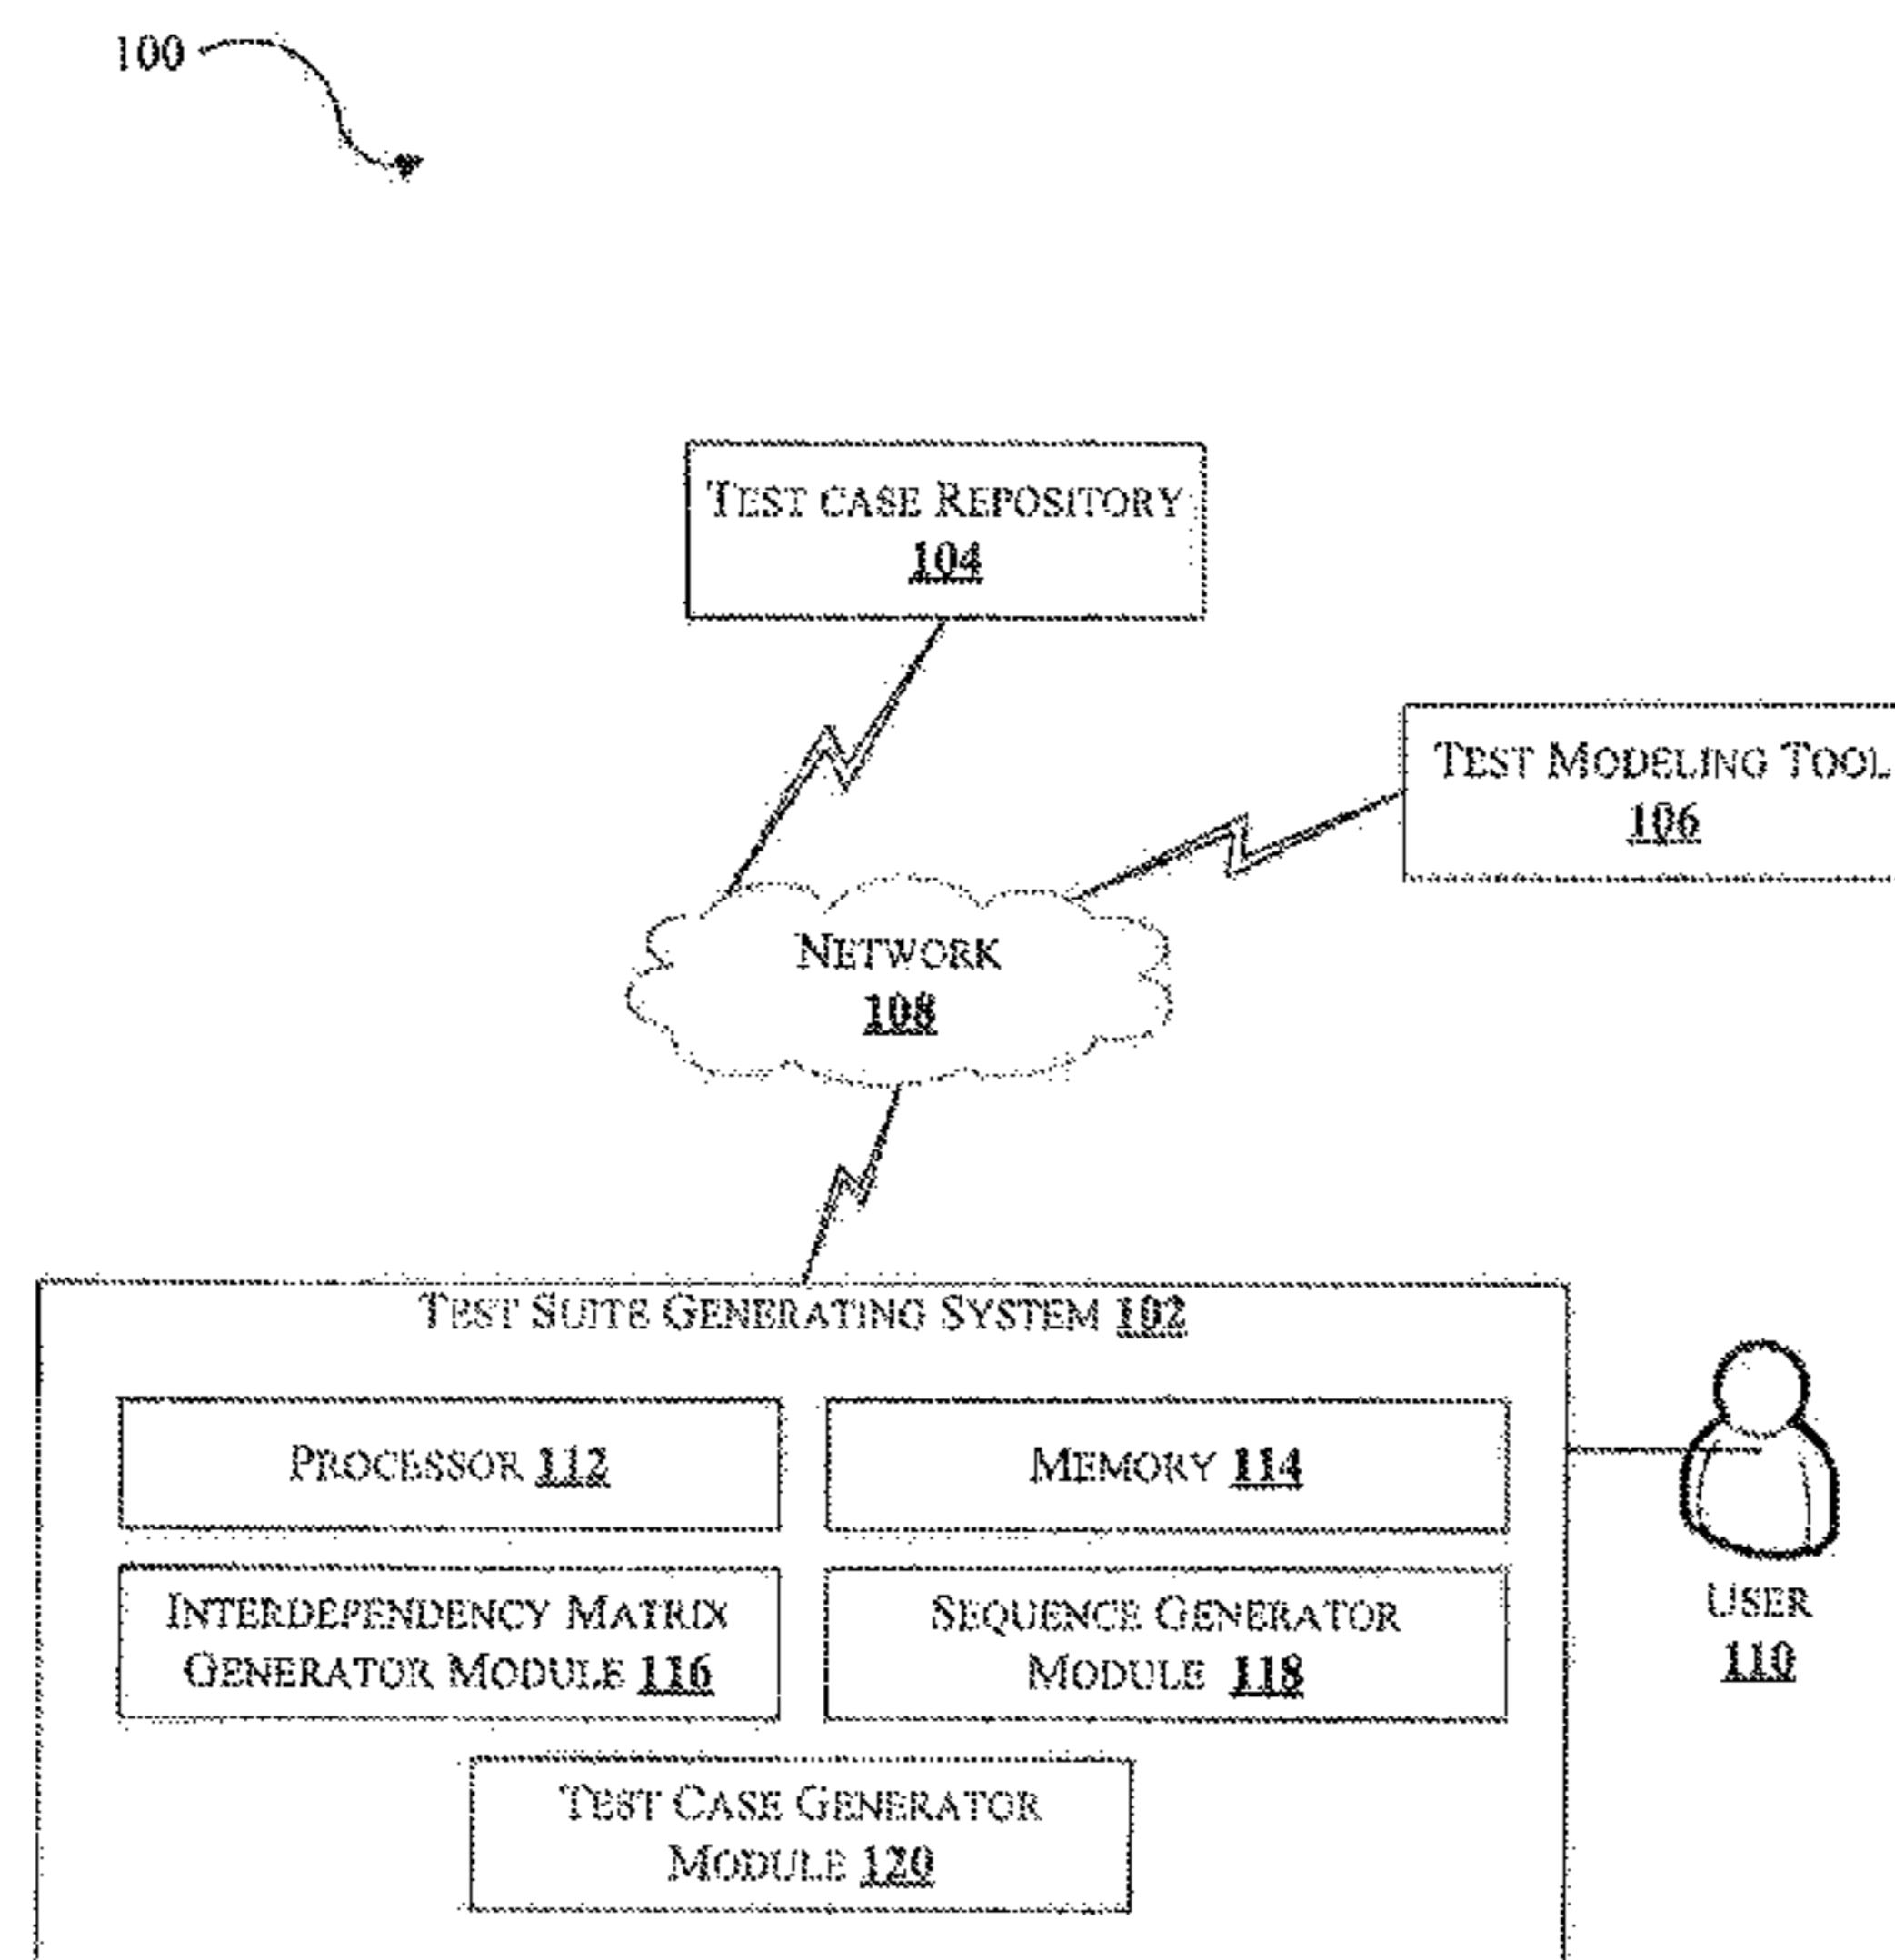 100
TEST CASE REPOSITORY
104
TEST MODELING TOOL
106
NETWORK
108
TEST SUITE GENERATING SYSTEM 102
PROCESSOR 112
MEMORY 114
INTERDEPENDENCY MATRIX
GENERATOR MODULE 116
SEQUENCE GENERATOR
MODULE 118
USER
110
TEST CASE GENERATOR
MODULE 120